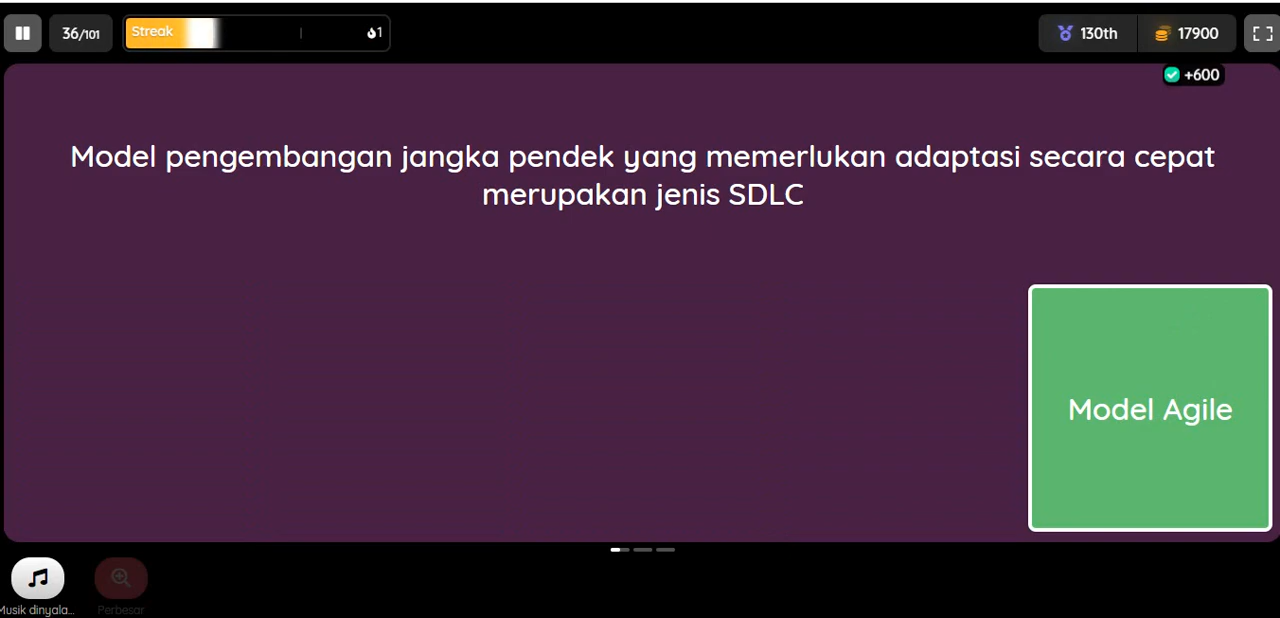 36/101
Streak
1
130th
17900
+600
Model pengembangan jangka pendek yang memerlukan adaptasi secara cepat
merupakan jenis SDLC
Model Agile
Musik dinyala...
Perbesar